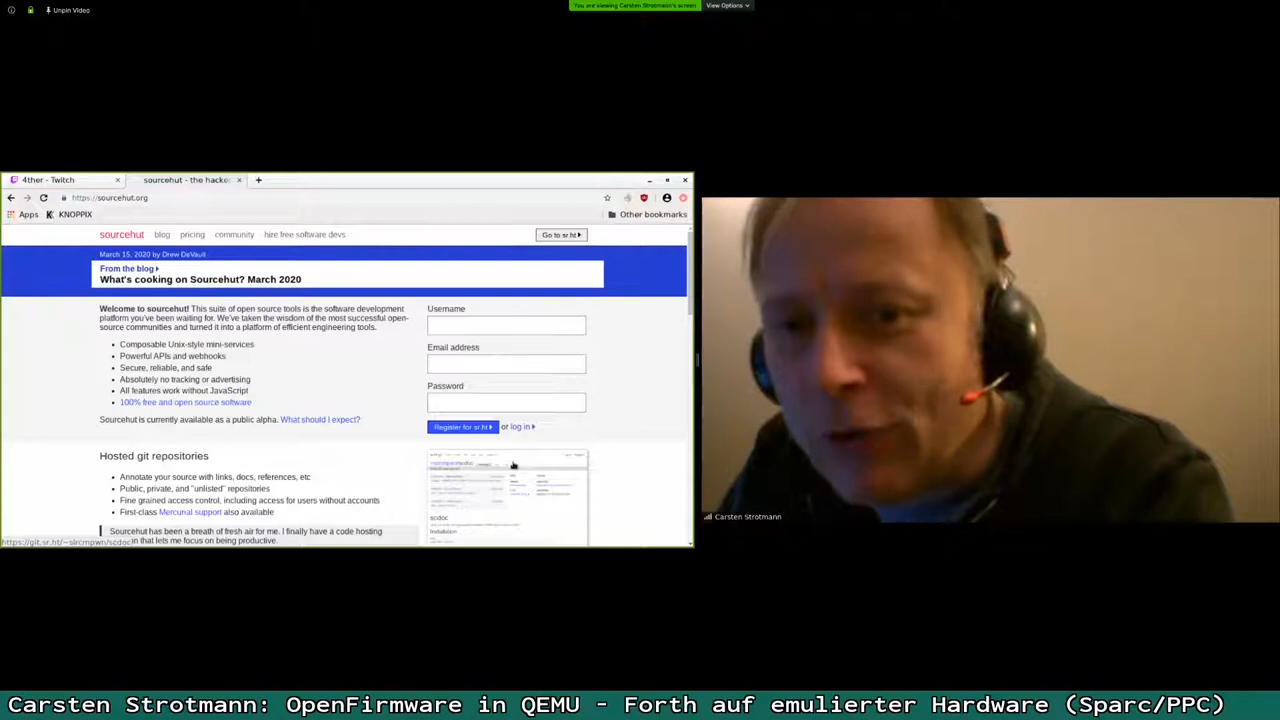 Unpin Video
You are viewing Carsten Strotmann's screen
View Options
4ther - Twitch
sourcehut - the hacke
https://sourcehut.org
Apps
KNOPPIX
Other bookmarks
sourcehut
blog
pricing
community
hire free software devs
Go to sr.ht
March 15, 2020 by Drew DeVault
From the blog
What's cooking on Sourcehut? March 2020
Welcome to sourcehut! This suite of open source tools is the software development
platform you've been waiting for. We've taken the wisdom of the most successful open-
source communities and turned it into a platform of efficient engineering tools.
Composable Unix-style mini-services
Powerful APIs and webhooks
Secure, reliable, and safe
Absolutely no tracking or advertising
All features work without JavaScript
100% free and open source software
Sourcehut is currently available as a public alpha. What should I expect?
Username
Email address
Password
Register for sr.ht or log in
Hosted git repositories
Annotate your source with links, docs, references, etc
Public, private, and "unlisted" repositories
Fine grained access control, including access for users without accounts
First-class Mercurial support also available
Sourcehut has been a breath of fresh air for me. I finally have a code hosting
n that lets me focus on being productive.
https://git.sr.ht/~sircmpwn/scdoc
scdoc
Installation
Carsten Strotmann
Carsten Strotmann: OpenFirmware in QEMU - Forth auf emulierter Hardware (Sparc/PPC)